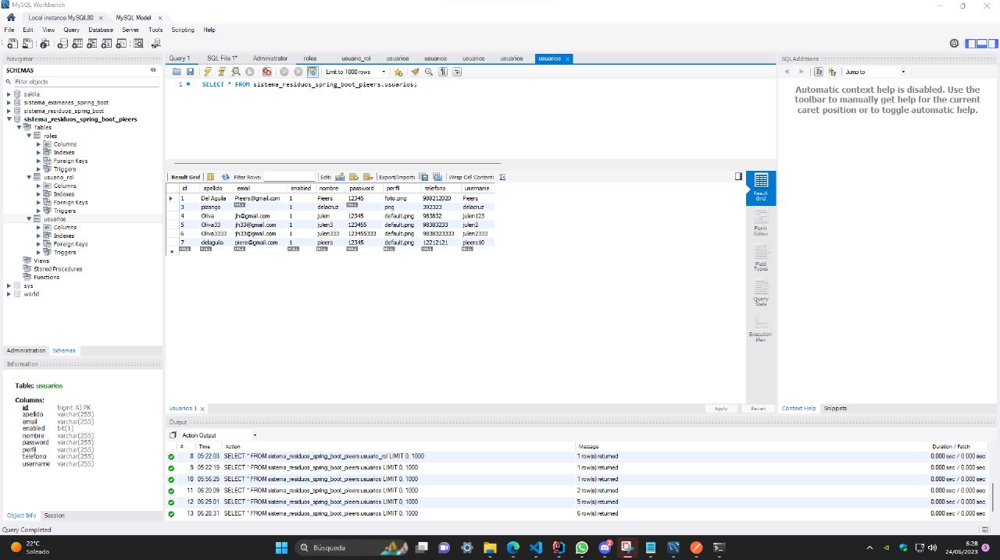 MySQL Workbench
Local instance MySQL80 × MySQL Model ×
File Edit View Query Database Server Tools Scripting Help
Navigator
SCHEMAS
Filter objects
sakila
sistema_examenes_spring_boot
sistema_residuos_spring_boot
sistema_residuos_spring_boot_pieers
Tables
roles
Columns
Indexes
Foreign Keys
Triggers
usuario_rol
Columns
Indexes
Foreign Keys
Triggers
usuarios
Columns
Indexes
Foreign Keys
Triggers
Views
Stored Procedures
Functions
sys
world
Administration Schemas
Information
Table: usuarios
Columns:
id bigint AI PK
apelido varchar(255)
email varchar(255)
enabled bit(1)
nombre varchar(255)
password varchar(255)
perfil varchar(255)
telefono varchar(255)
username varchar(255)
Object Info Session
Query Completed
Query 1 SQL File 1* Administrator roles usuario_rol usuarios usuarios usuarios usuarios usuarios ×
Limit to 1000 rows
1 SELECT * FROM sistema_residuos_spring_boot_pieers.usuarios;
Result Grid Filter Rows: Edit: Export/Import: Wrap Cell Content:
id apelido email enabled nombre password perfil telefono username
1 Del Aguila Pieers@gmail.com 1 Pieers 12345 foto.png 988212020 Pieers
3 pizango NULL 1 delacruz NULL png 393323 delacruz
4 Oliva jh@gmail.com 1 julen 12345 default.png 983832 julen123
5 Oliva33 jh33@gmail.com 1 julen3 123455 default.png 98383233 julen2
6 Oliva3333 jh33@gmail.com 1 julen333 123455333 default.png 9838323333 julen2333
7 delaguila piere@gmail.com 1 pieers 12345 default.png 12212121 pieers10
NULL NULL NULL NULL NULL NULL NULL NULL NULL
Result Grid
Form Editor
Field Types
Query Stats
Execution Plan
usuarios 1 × Apply Revert
Output
Action Output
# Time Action Message Duration / Fetch
8 05:22:03 SELECT * FROM sistema_residuos_spring_boot_pieers.usuario_rol LIMIT 0, 1000 1 row(s) returned 0.000 sec / 0.000 sec
9 05:22:19 SELECT * FROM sistema_residuos_spring_boot_pieers.usuarios LIMIT 0, 1000 1 row(s) returned 0.000 sec / 0.000 sec
10 05:56:25 SELECT * FROM sistema_residuos_spring_boot_pieers.usuarios LIMIT 0, 1000 1 row(s) returned 0.000 sec / 0.000 sec
11 06:20:09 SELECT * FROM sistema_residuos_spring_boot_pieers.usuarios LIMIT 0, 1000 2 row(s) returned 0.000 sec / 0.000 sec
12 06:25:01 SELECT * FROM sistema_residuos_spring_boot_pieers.usuarios LIMIT 0, 1000 5 row(s) returned 0.000 sec / 0.000 sec
13 06:28:31 SELECT * FROM sistema_residuos_spring_boot_pieers.usuarios LIMIT 0, 1000 6 row(s) returned 0.000 sec / 0.000 sec
SQL Additions
Jump to
Automatic context help is disabled. Use the
toolbar to manually get help for the current
caret position or to toggle automatic help.
Context Help Snippets
22°C
Soleado
Búsqueda
2
6:28
24/06/2023
3